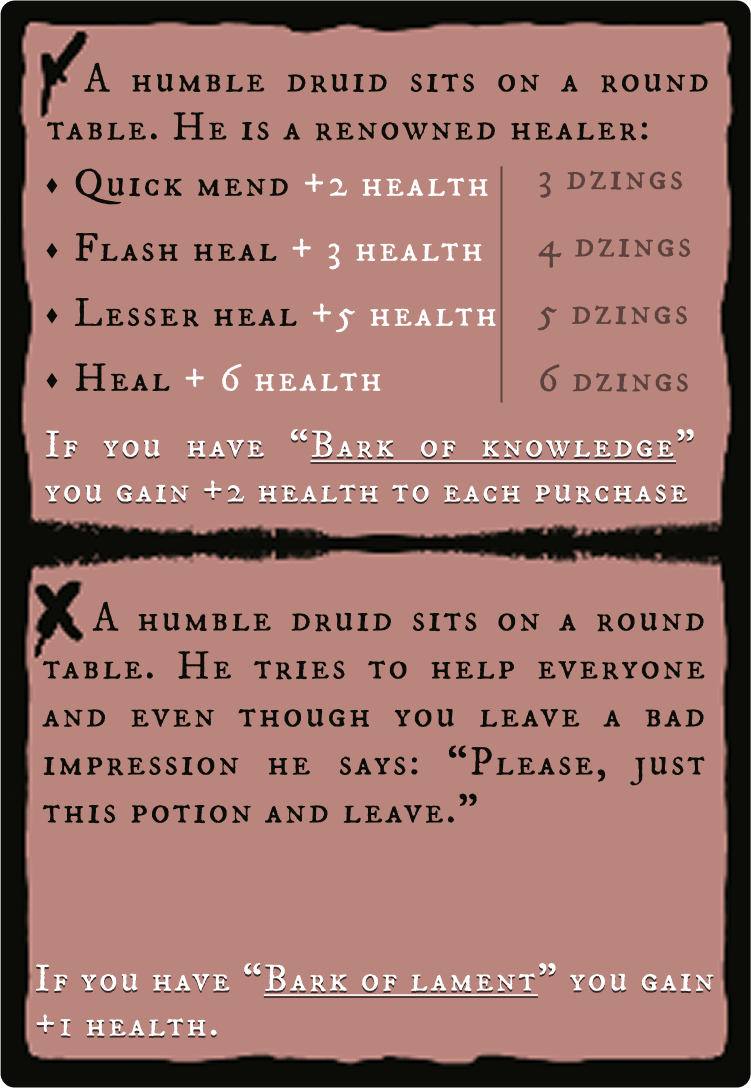 A humble druid sits on a round
table. He is a renowned healer:
♦ Quick mend +2 health 3 dzings
♦ Flash heal + 3 health 4 dzings
♦ Lesser heal +5 health 5 dzings
♦ Heal + 6 health 6 dzings
If you have “Bark of knowledge”
you gain +2 health to each purchase
A humble druid sits on a round
table. He tries to help everyone
and even though you leave a bad
impression he says: “Please, just
this potion and leave.”
If you have “Bark of lament” you gain
+1 health.